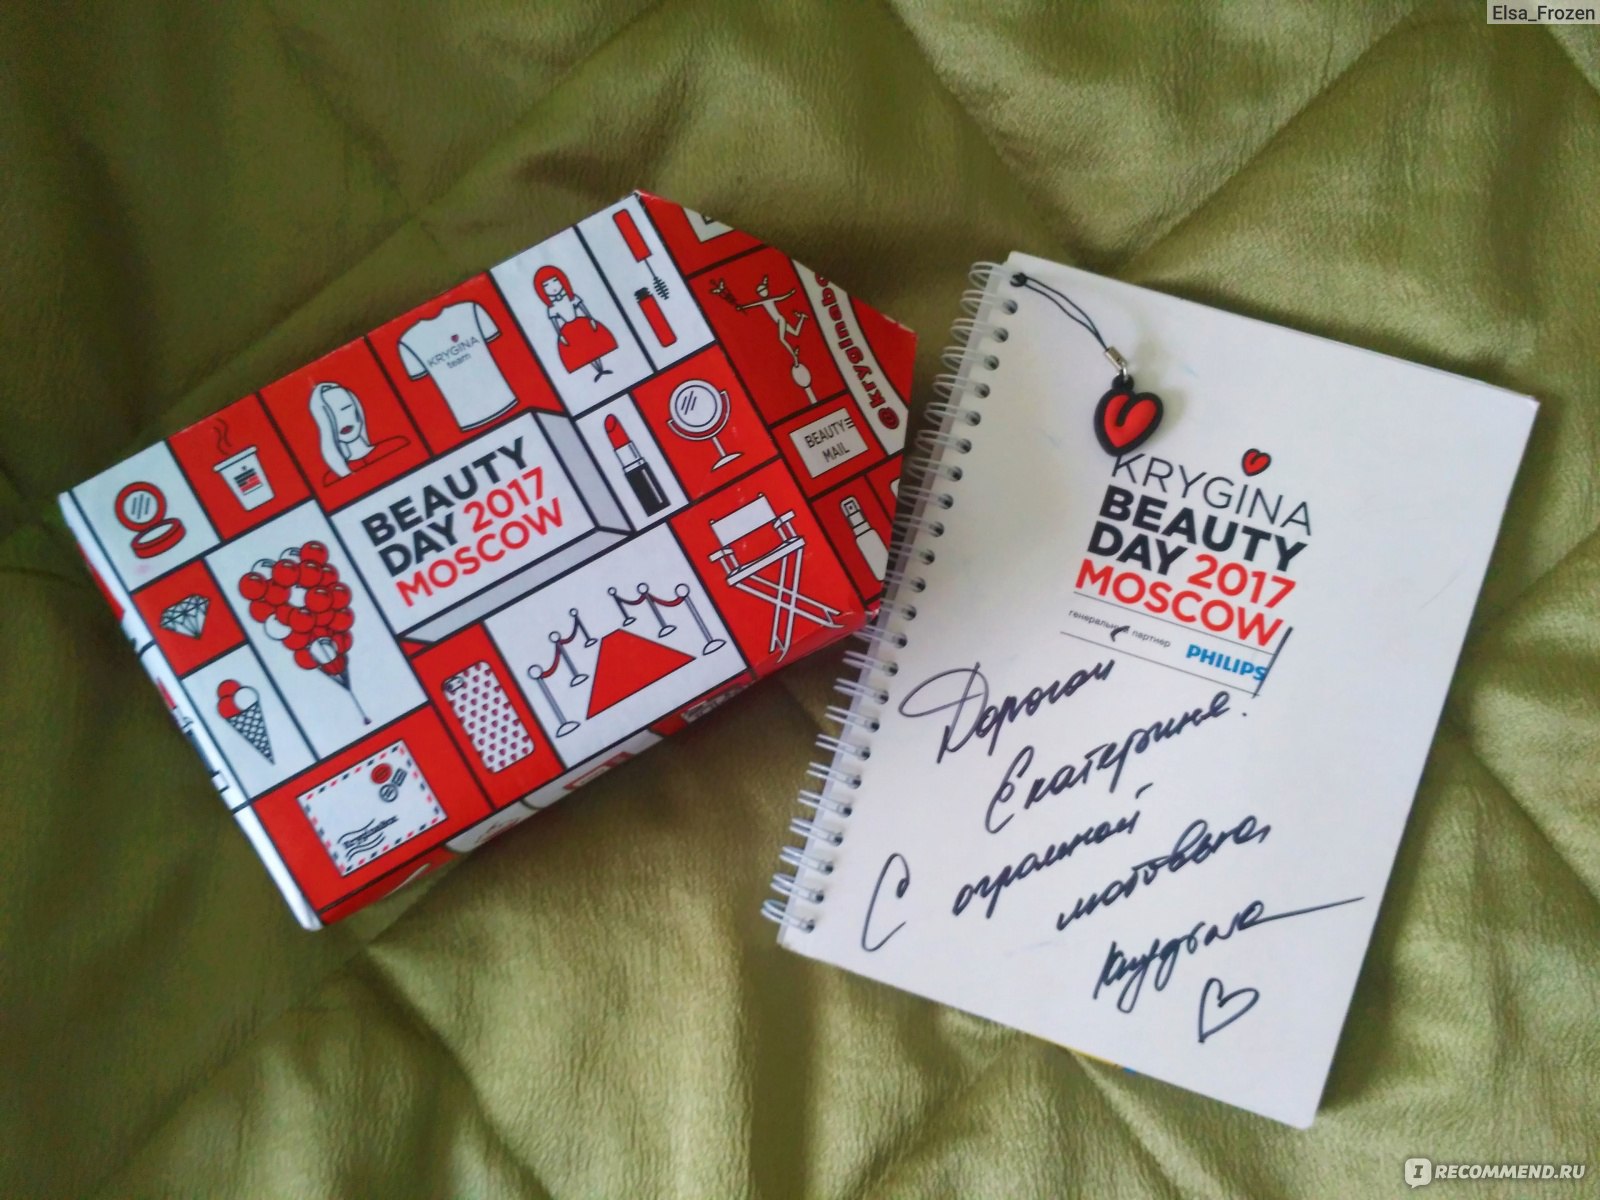 Elsa_Frozen
KRYGINA
team
BEAUTY
DAY 2017
MOSCOW
BEAUTY
MAIL
KRYGINA
BEAUTY
DAY 2017
MOSCOW
генеральный партнер
PHILIPS
Дорогой
Екатерине.
С огромной
любовью,
IRECOMMEND.RU